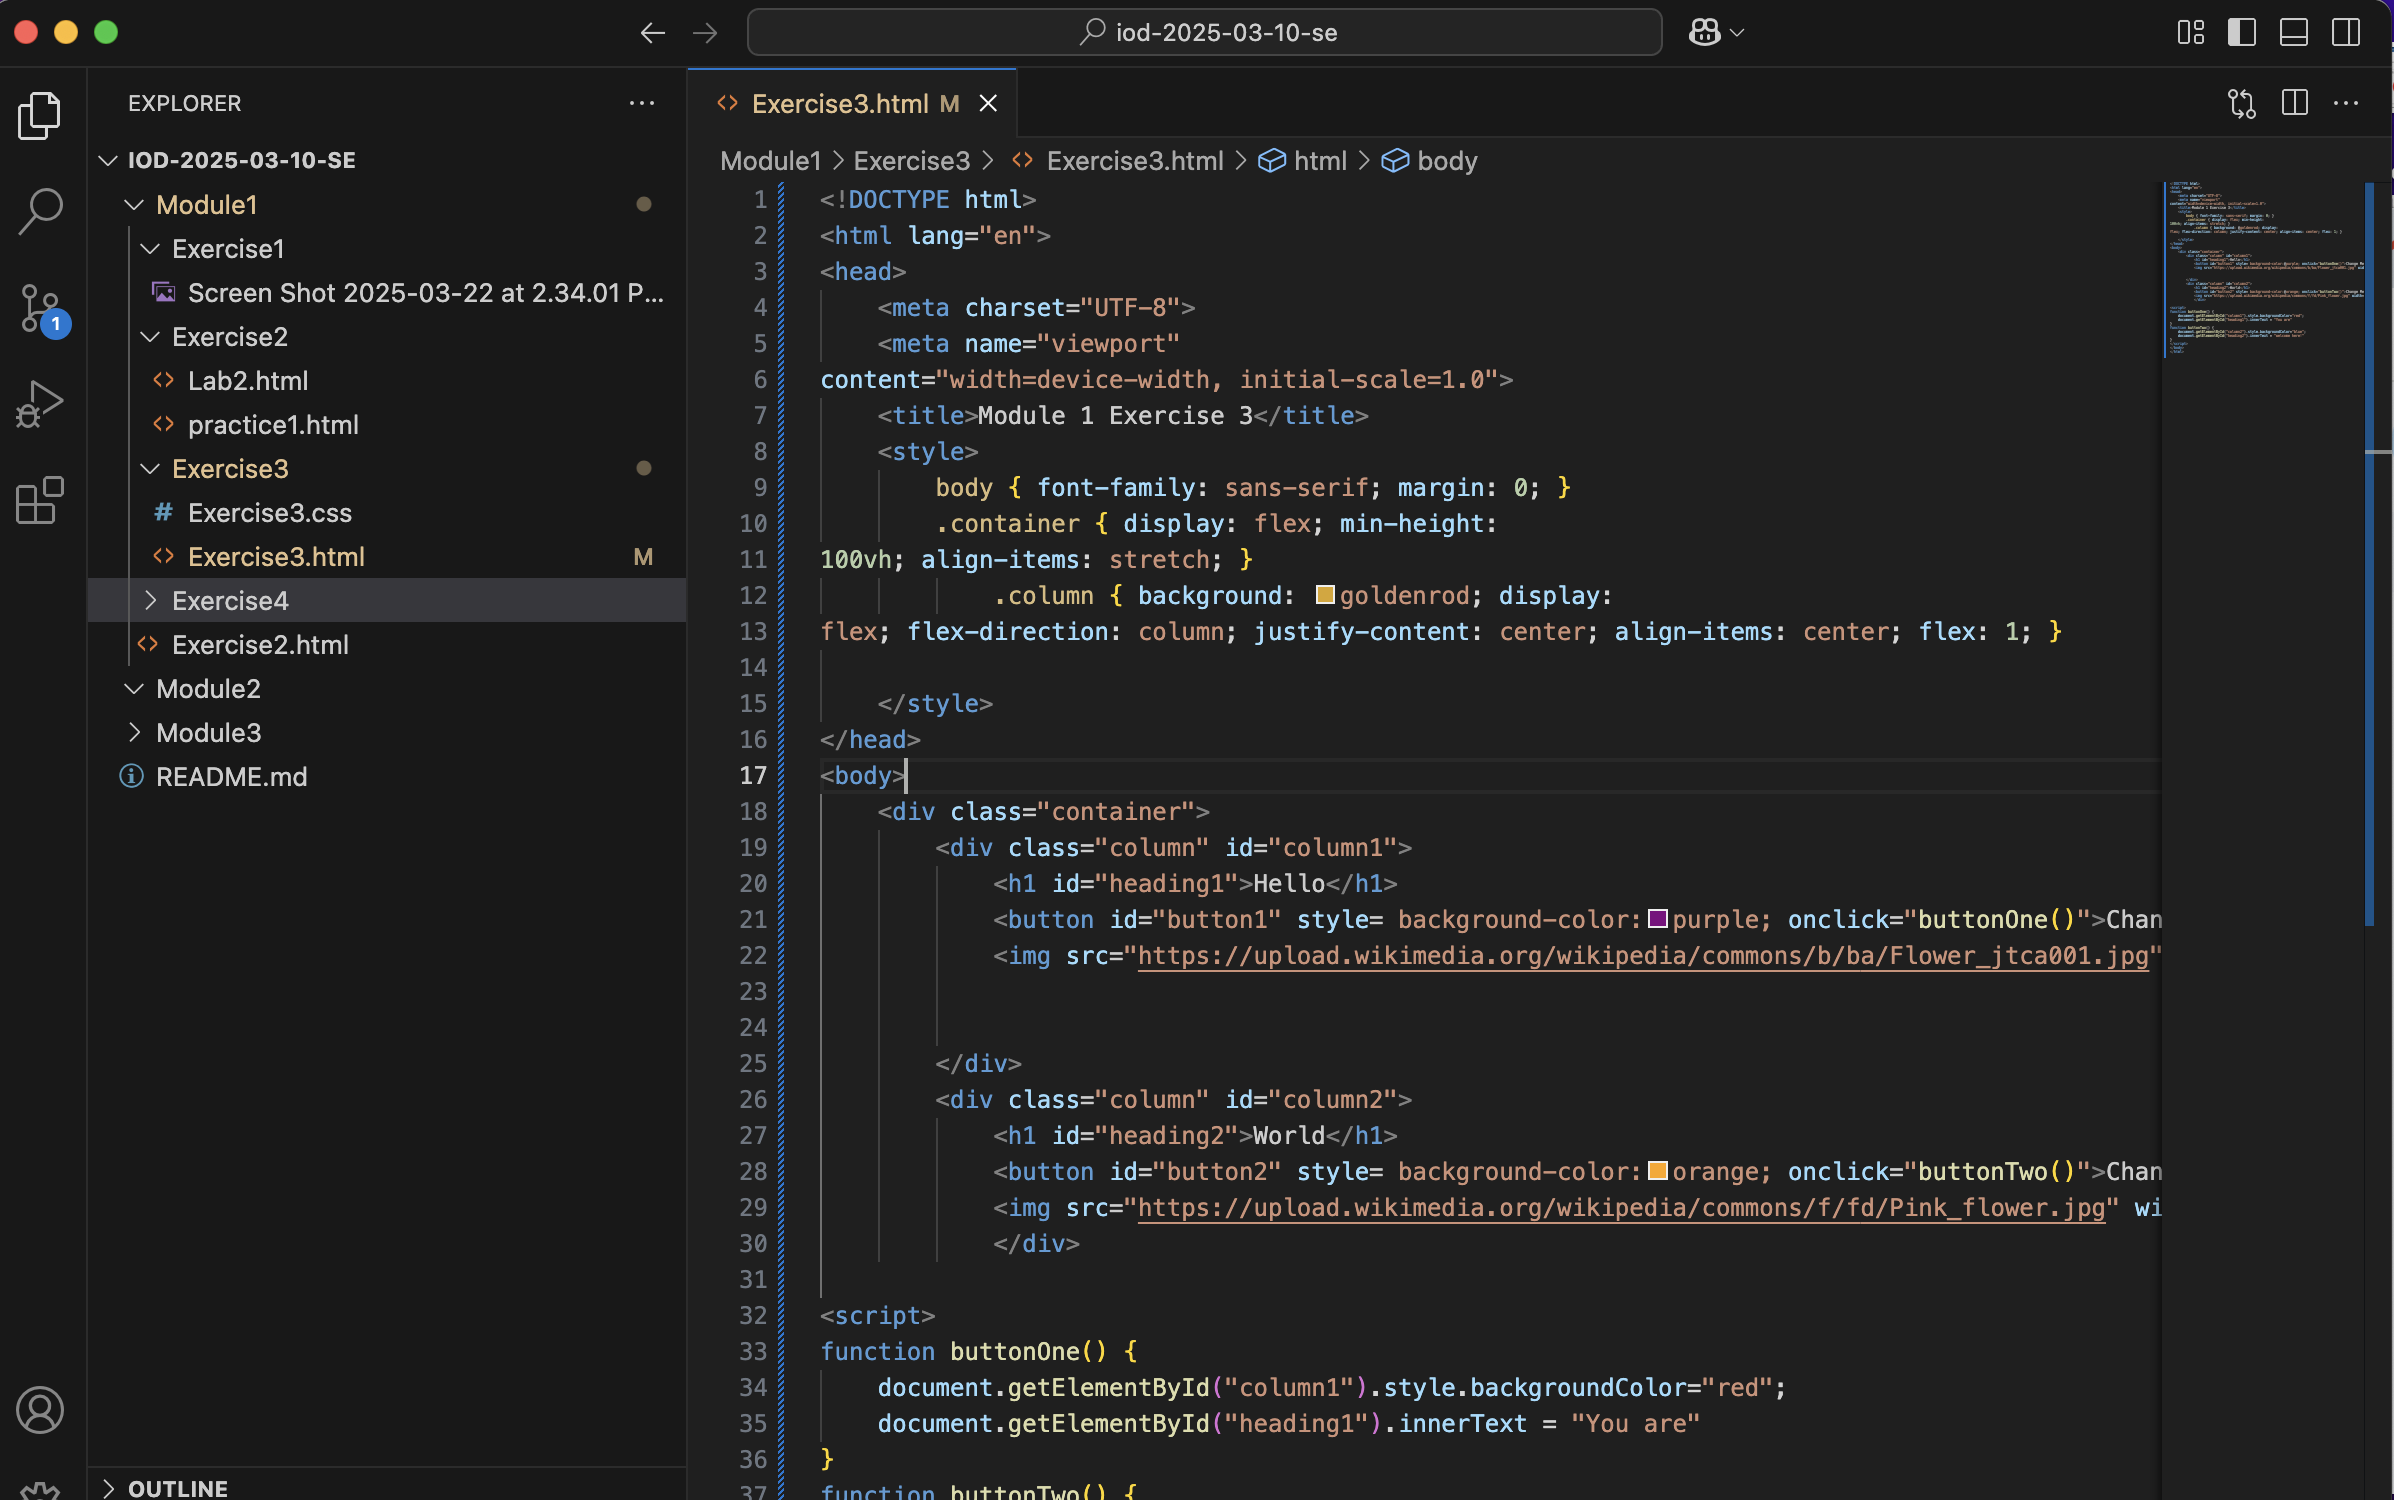 iod-2025-03-10-se
EXPLORER
IOD-2025-03-10-SE
Module1
Exercise1
Screen Shot 2025-03-22 at 2.34.01 P...
Exercise2
Lab2.html
practice1.html
Exercise3
Exercise3.css
Exercise3.html M
Exercise4
Exercise2.html
Module2
Module3
README.md
OUTLINE
1
Exercise3.html M
Module1 > Exercise3 > Exercise3.html > html > body
1 <!DOCTYPE html>
2 <html lang="en">
3 <head>
4     <meta charset="UTF-8">
5     <meta name="viewport"
6 content="width=device-width, initial-scale=1.0">
7     <title>Module 1 Exercise 3</title>
8     <style>
9         body { font-family: sans-serif; margin: 0; }
10         .container { display: flex; min-height:
11 100vh; align-items: stretch; }
12             .column { background: goldenrod; display:
13 flex; flex-direction: column; justify-content: center; align-items: center; flex: 1; }
14
15     </style>
16 </head>
17 <body>
18     <div class="container">
19         <div class="column" id="column1">
20             <h1 id="heading1">Hello</h1>
21             <button id="button1" style= background-color:purple; onclick="buttonOne()">Chan
22             <img src="https://upload.wikimedia.org/wikipedia/commons/b/ba/Flower_jtca001.jpg"
23
24
25         </div>
26         <div class="column" id="column2">
27             <h1 id="heading2">World</h1>
28             <button id="button2" style= background-color:orange; onclick="buttonTwo()">Chan
29             <img src="https://upload.wikimedia.org/wikipedia/commons/f/fd/Pink_flower.jpg" wi
30             </div>
31
32 <script>
33 function buttonOne() {
34     document.getElementById("column1").style.backgroundColor="red";
35     document.getElementById("heading1").innerText = "You are"
36 }
37 function buttonTwo() {